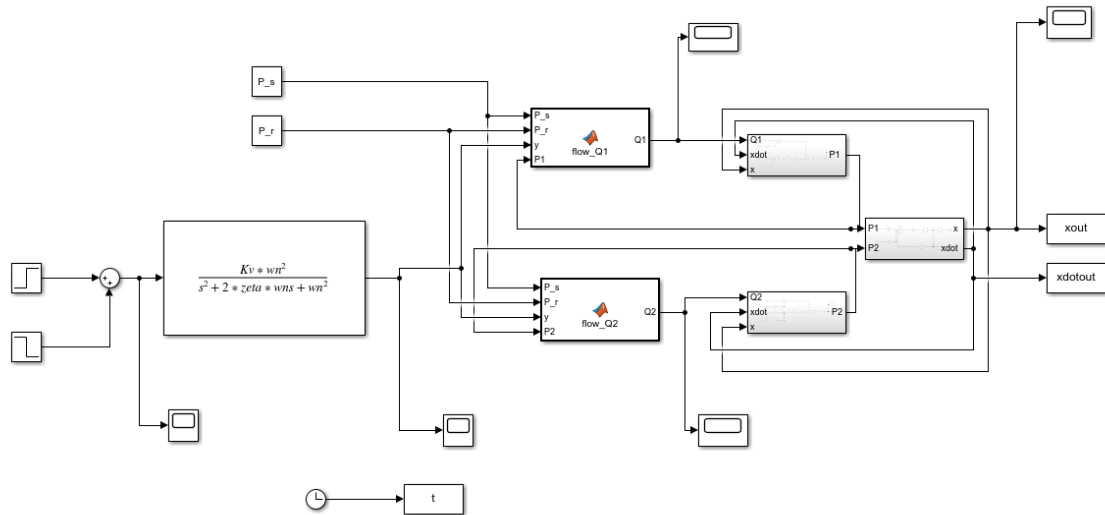 P_s
P_r
P_s
P_r
y
P1
Q1
flow_Q1
Q1
xdot
x
P1
P1
P2
x
xdot
xout
xdotout
+
+
Kv * wn²
s² + 2 * zeta * wns + wn²
P_s
P_r
y
P2
Q2
flow_Q2
Q2
xdot
x
P2
t